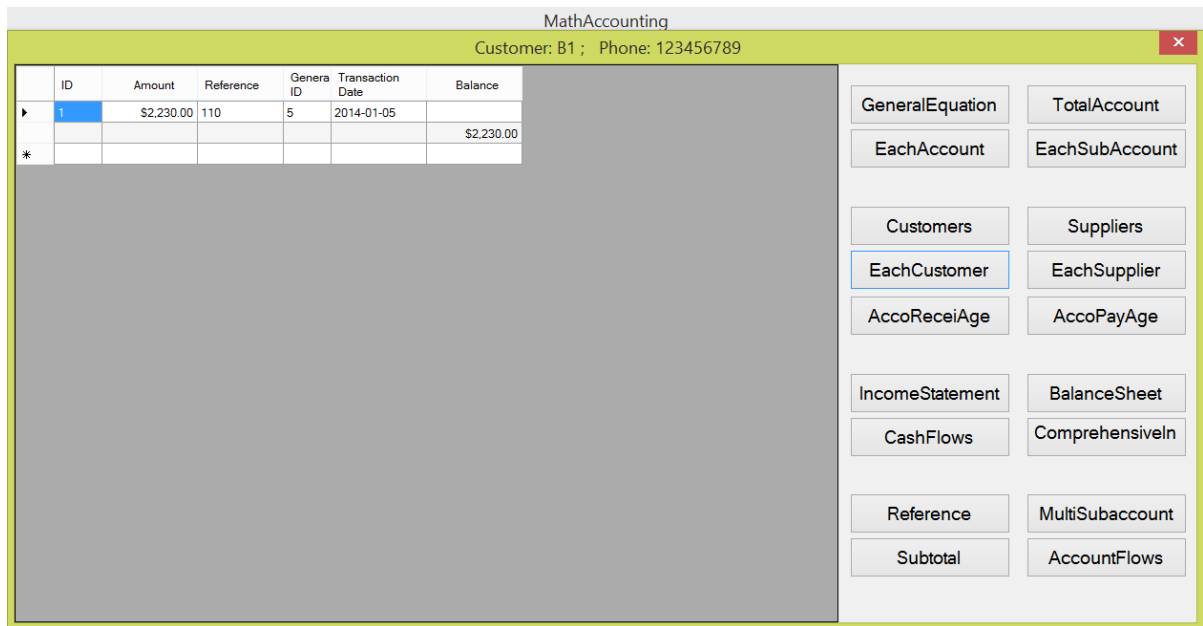 MathAccounting
Customer: B1 ; Phone: 123456789
ID Amount Reference Genera ID Transaction Date Balance
1 $2,230.00 110 5 2014-01-05
$2,230.00
GeneralEquation TotalAccount
EachAccount EachSubAccount
Customers Suppliers
EachCustomer EachSupplier
AccoReceiAge AccoPayAge
IncomeStatement BalanceSheet
CashFlows ComprehensiveIn
Reference MultiSubaccount
Subtotal AccountFlows